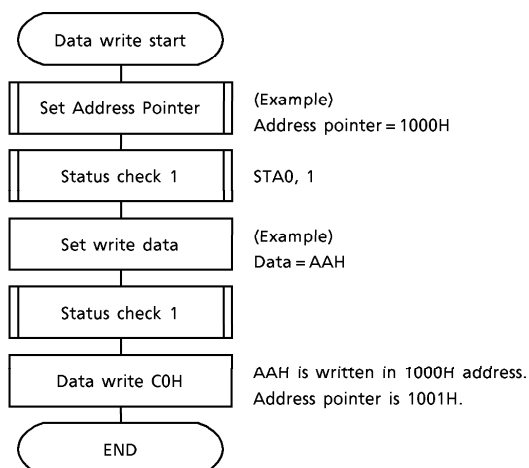 Data write start
Set Address Pointer
(Example)
Address pointer = 1000H
Status check 1
STA0, 1
Set write data
(Example)
Data = AAH
Status check 1
Data write C0H
AAH is written in 1000H address.
Address pointer is 1001H.
END